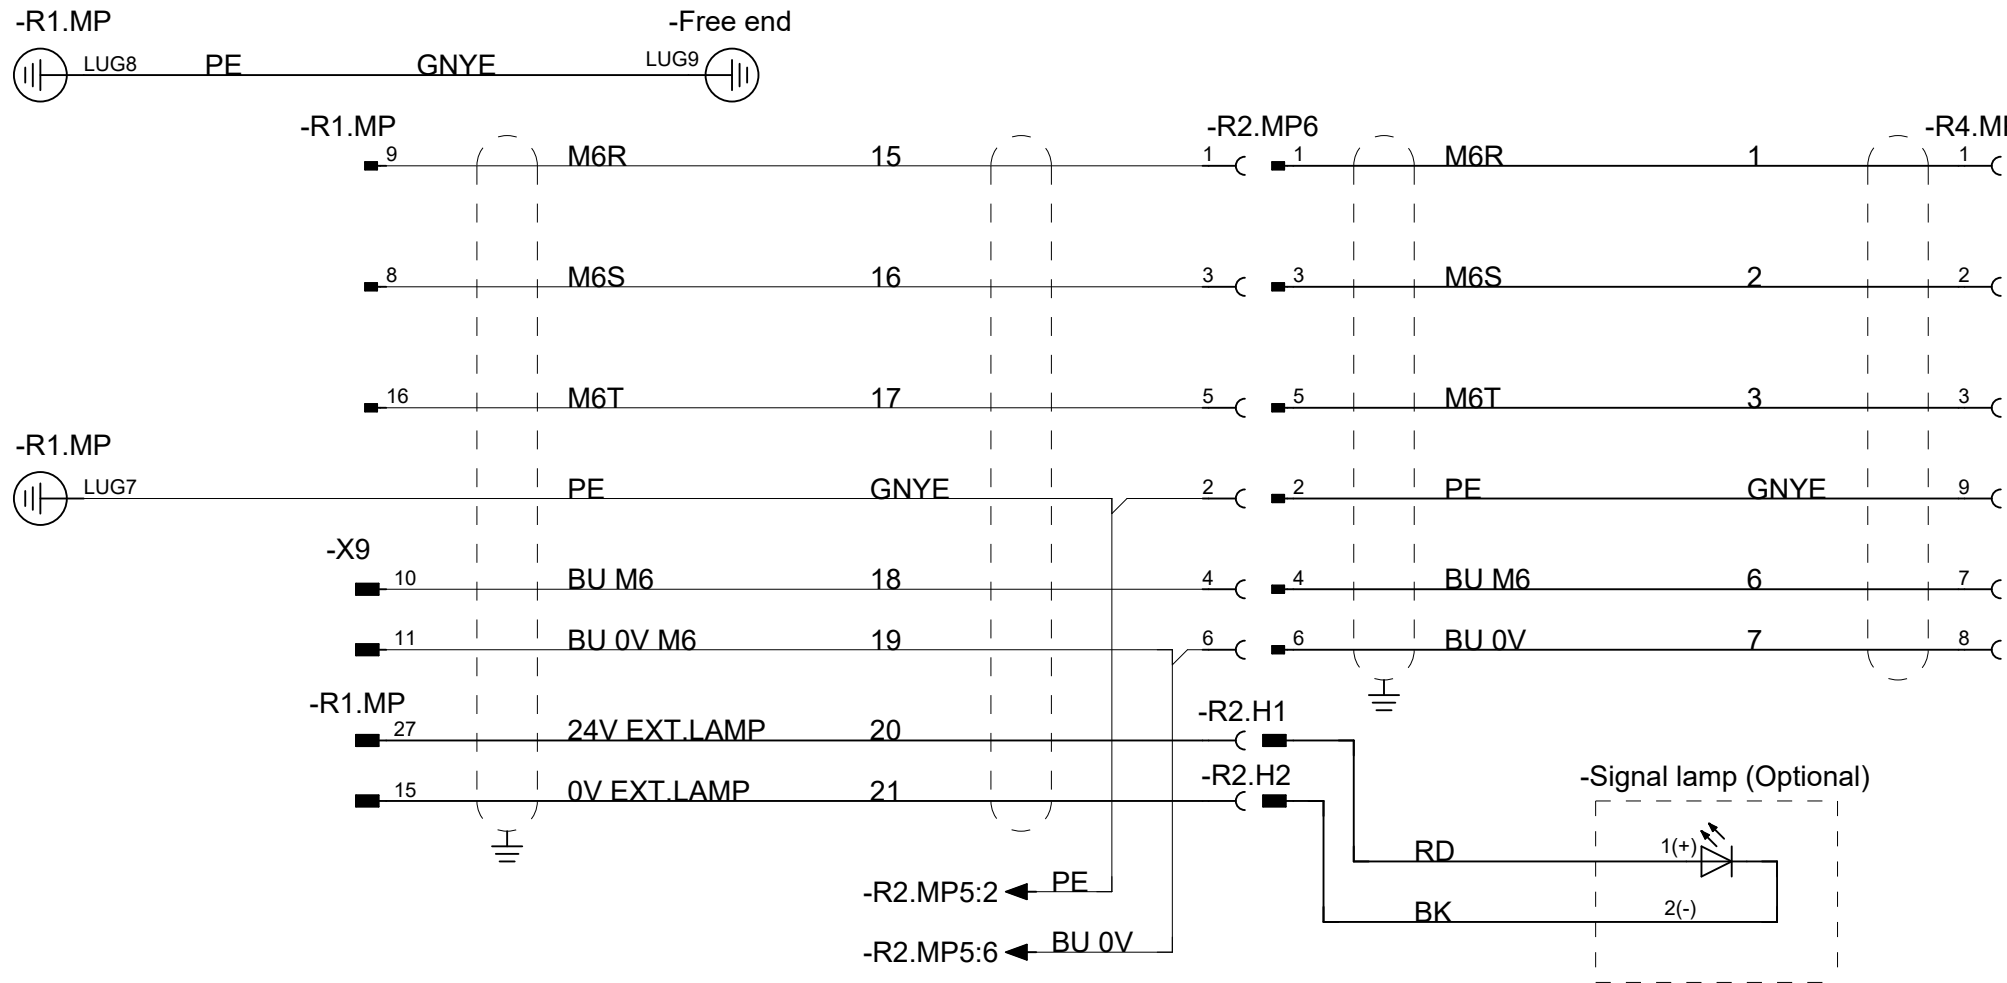 -R1.MP -Free end
LUG8 PE GNYE LUG9
-R1.MP -R2.MP6 -R4.M
9 M6R 15 1 1 M6R 1 1
8 M6S 16 3 3 M6S 2 2
16 M6T 17 5 5 M6T 3 3
-R1.MP
LUG7 PE GNYE 2 2 PE GNYE 9
-X9
10 BU M6 18 4 4 BU M6 6 7
11 BU 0V M6 19 6 6 BU 0V 7 8
-R1.MP -R2.H1
27 24V EXT.LAMP 20
-R2.H2 -Signal lamp (Optional)
15 0V EXT.LAMP 21
RD 1(+)
-R2.MP5:2 PE
BK 2(-)
-R2.MP5:6 BU 0V